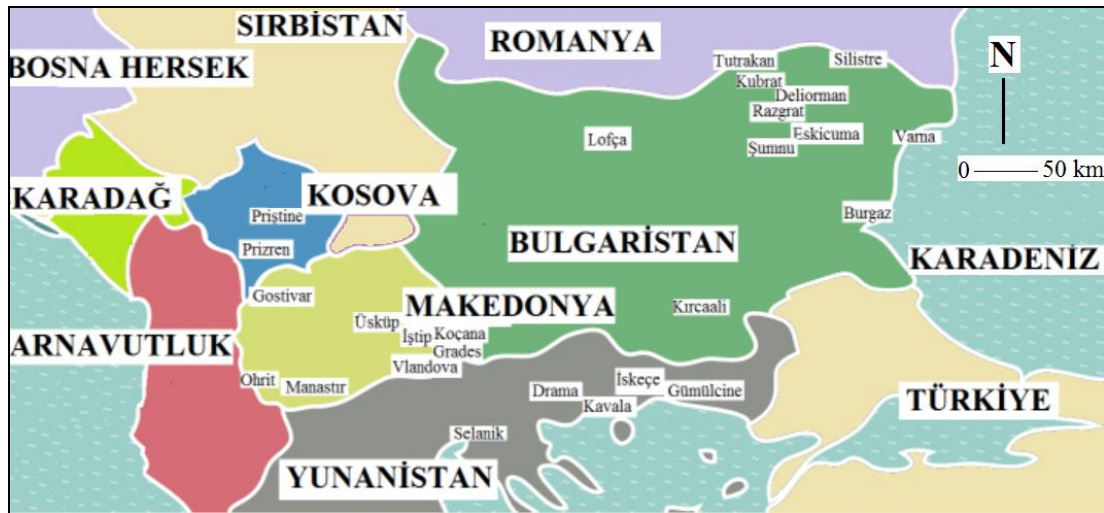 SIRBİSTAN
ROMANYA
BOSNA HERSEK
N
Tutrakan
Silistre
Kubrat
Deliorman
Razgrat
Eskicuma
Varna
Lofça
Şumnu
0 50 km
KARADAĞ
KOSOVA
Priştine
Burgaz
Prizren
BULGARİSTAN
KARADENİZ
Gostivar
MAKEDONYA
Kırcaali
Üsküp
İştip
Koçana
ARNAVUTLUK
Grades
Vlandova
Ohrit
Manastır
Drama
İskeçe
Gümülcine
Kavala
TÜRKİYE
Selanik
YUNANİSTAN